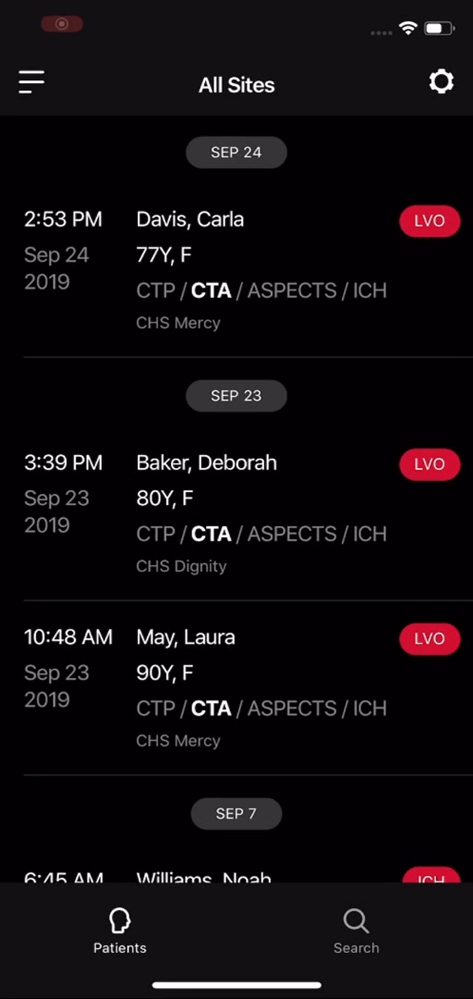 All Sites
SEP 24
2:53 PM
Davis, Carla
LVO
Sep 24
2019
77Y, F
CTP / CTA / ASPECTS / ICH
CHS Mercy
SEP 23
3:39 PM
Baker, Deborah
LVO
Sep 23
2019
80Y, F
CTP / CTA / ASPECTS / ICH
CHS Dignity
10:48 AM
May, Laura
LVO
Sep 23
2019
90Y, F
CTP / CTA / ASPECTS / ICH
CHS Mercy
SEP 7
6:45 AM
Williams, Noah
ICH
Patients
Search